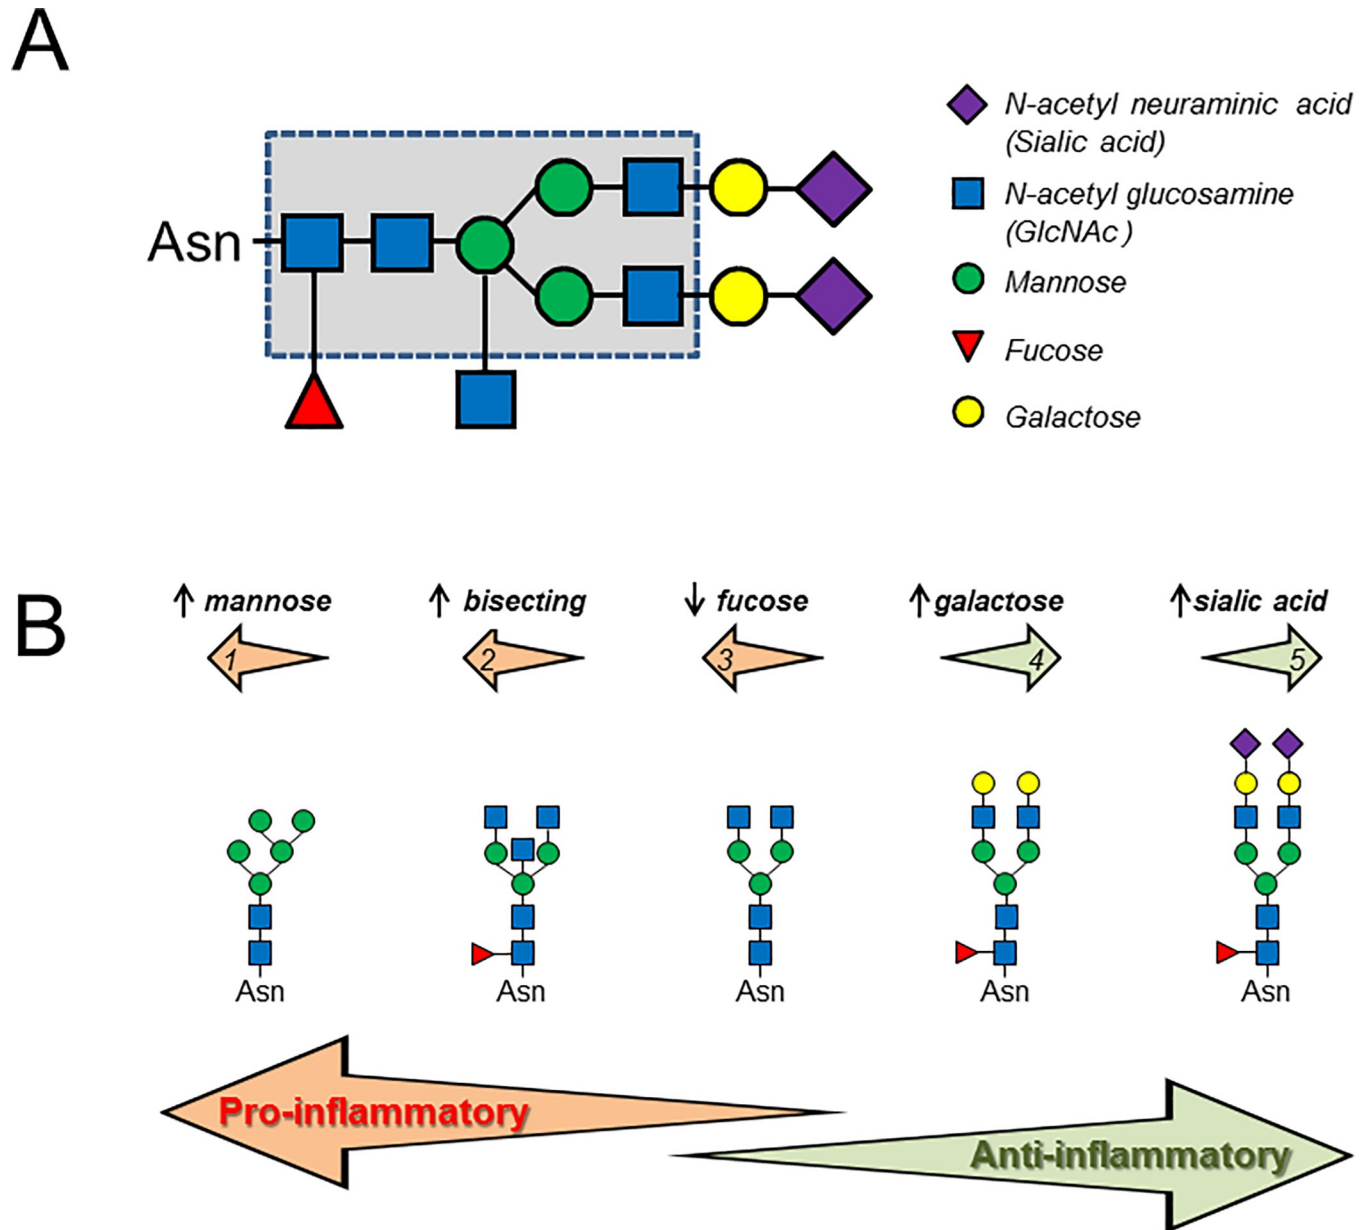 A
N-acetyl neuraminic acid
(Sialic acid)
N-acetyl glucosamine
(GlcNAc)
Mannose
Fucose
Galactose
Asn
B
↑ mannose
↑ bisecting
↓ fucose
↑ galactose
↑ sialic acid
1
2
3
4
5
Asn
Asn
Asn
Asn
Asn
Pro-inflammatory
Anti-inflammatory